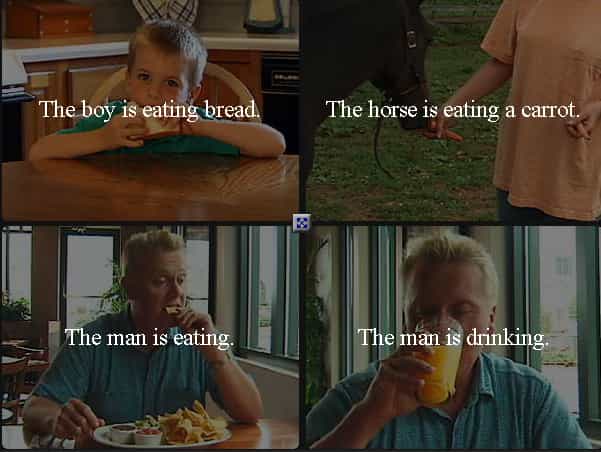 The boy is eating bread.
The horse is eating a carrot.
The man is eating.
The man is drinking.